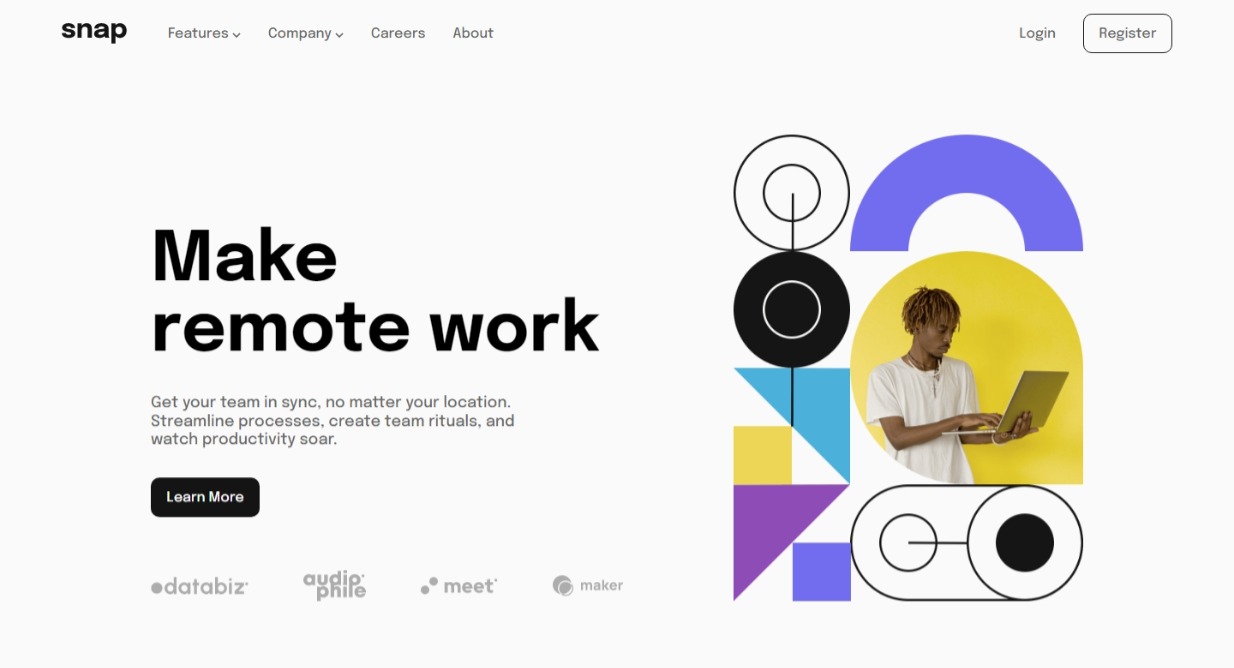 snap Features Company Careers About Login Register
Make
remote work
Get your team in sync, no matter your location.
Streamline processes, create team rituals, and
watch productivity soar.
Learn More
databiz audiophile meet maker